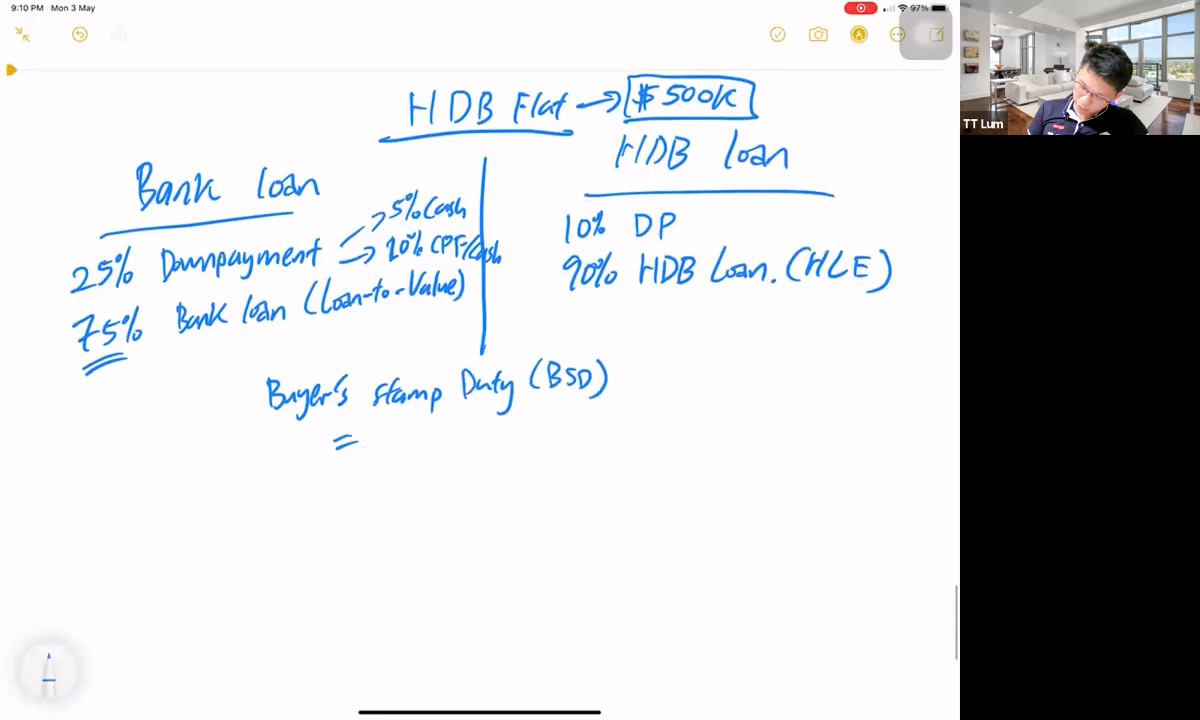 9:10 PM Mon 3 May
97%
HDB Flat → $500K
Bank loan
HDB loan
25% Downpayment
5% Cash
20% CPF/Cash
75% Bank loan (Loan-to-Value)
10% DP
90% HDB Loan. (HLE)
Buyer's Stamp Duty (BSD)
=
TT Lum